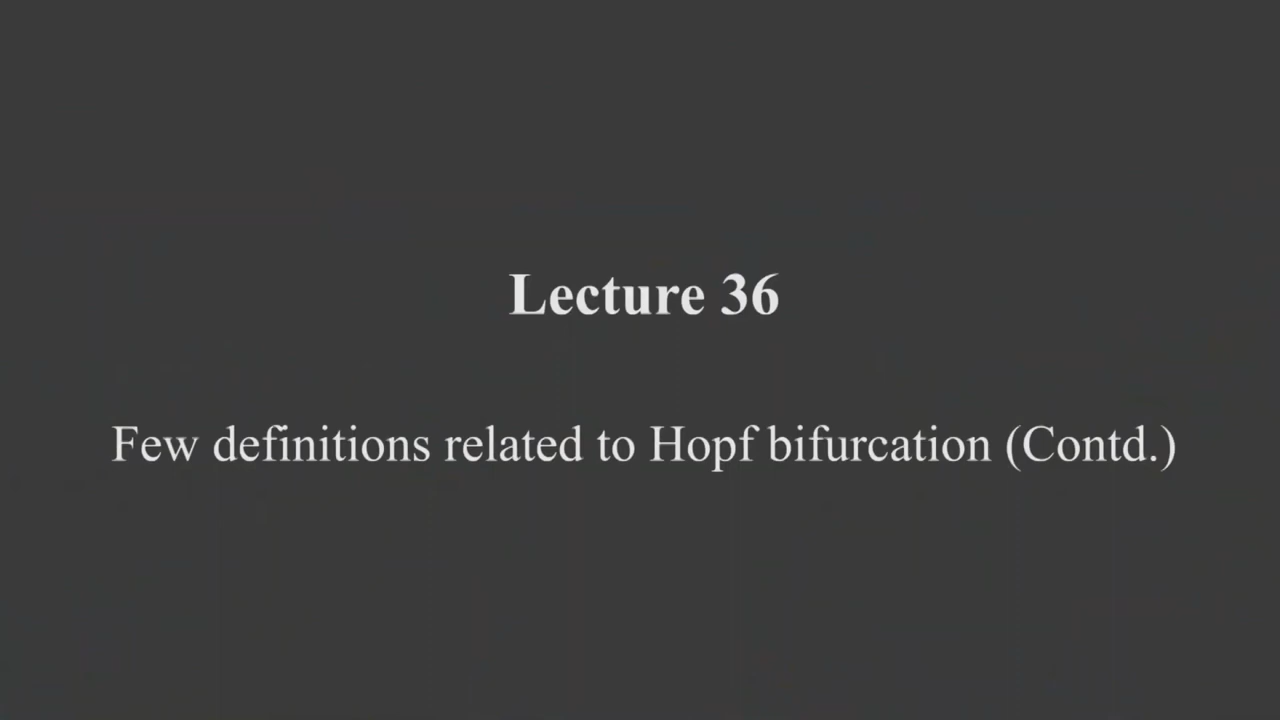 Lecture 36
Few definitions related to Hopf bifurcation (Contd.)